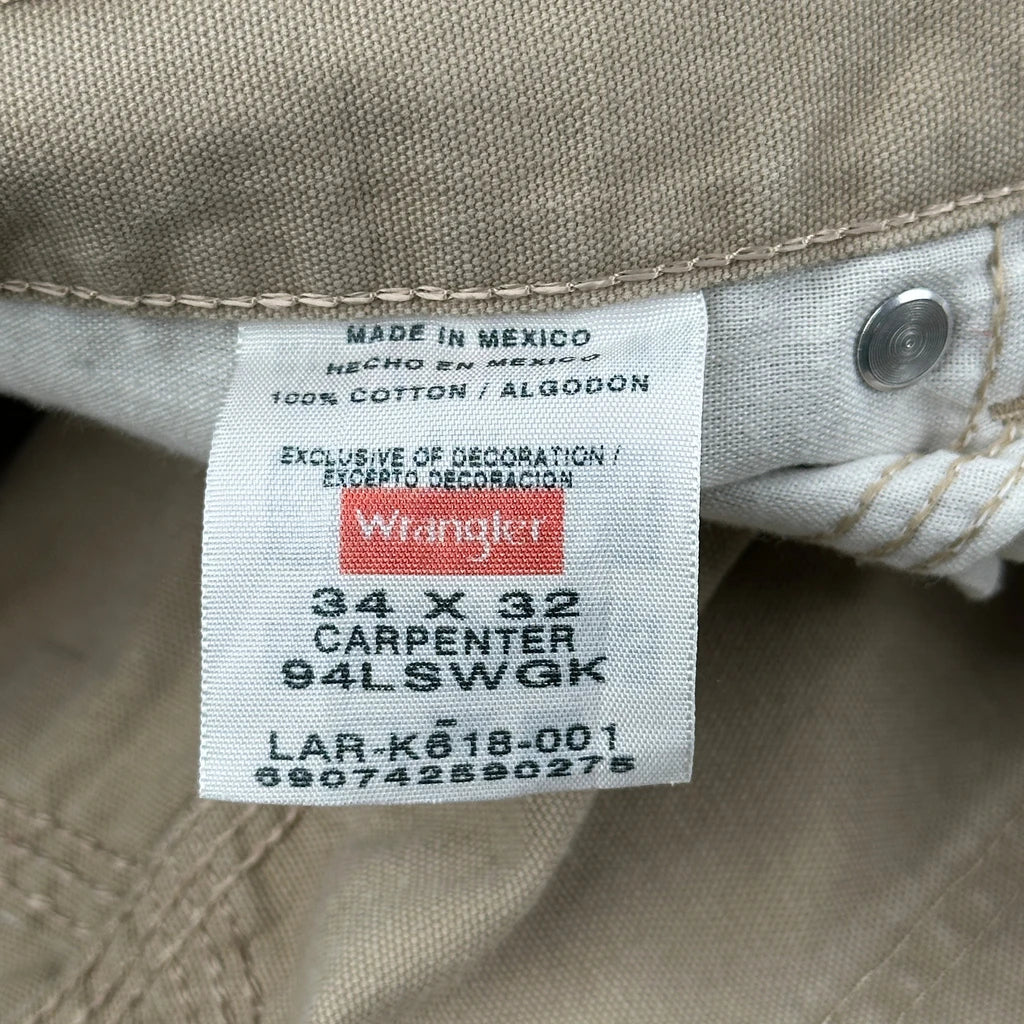 MADE IN MEXICO
HECHO EN MEXICO
100% COTTON / ALGODON
EXCLUSIVE OF DECORATION /
EXCEPTO DECORACION
Wrangler
34 X 32
CARPENTER
94LSWGK
LAR-K618-001